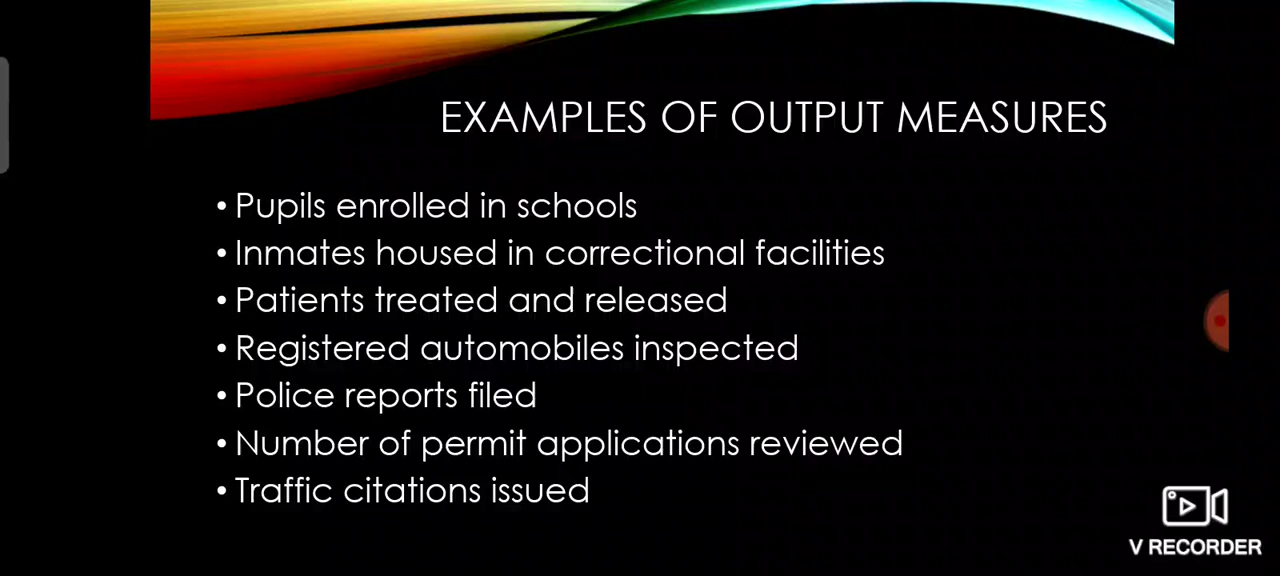 EXAMPLES OF OUTPUT MEASURES
• Pupils enrolled in schools
• Inmates housed in correctional facilities
• Patients treated and released
• Registered automobiles inspected
• Police reports filed
• Number of permit applications reviewed
• Traffic citations issued
V RECORDER